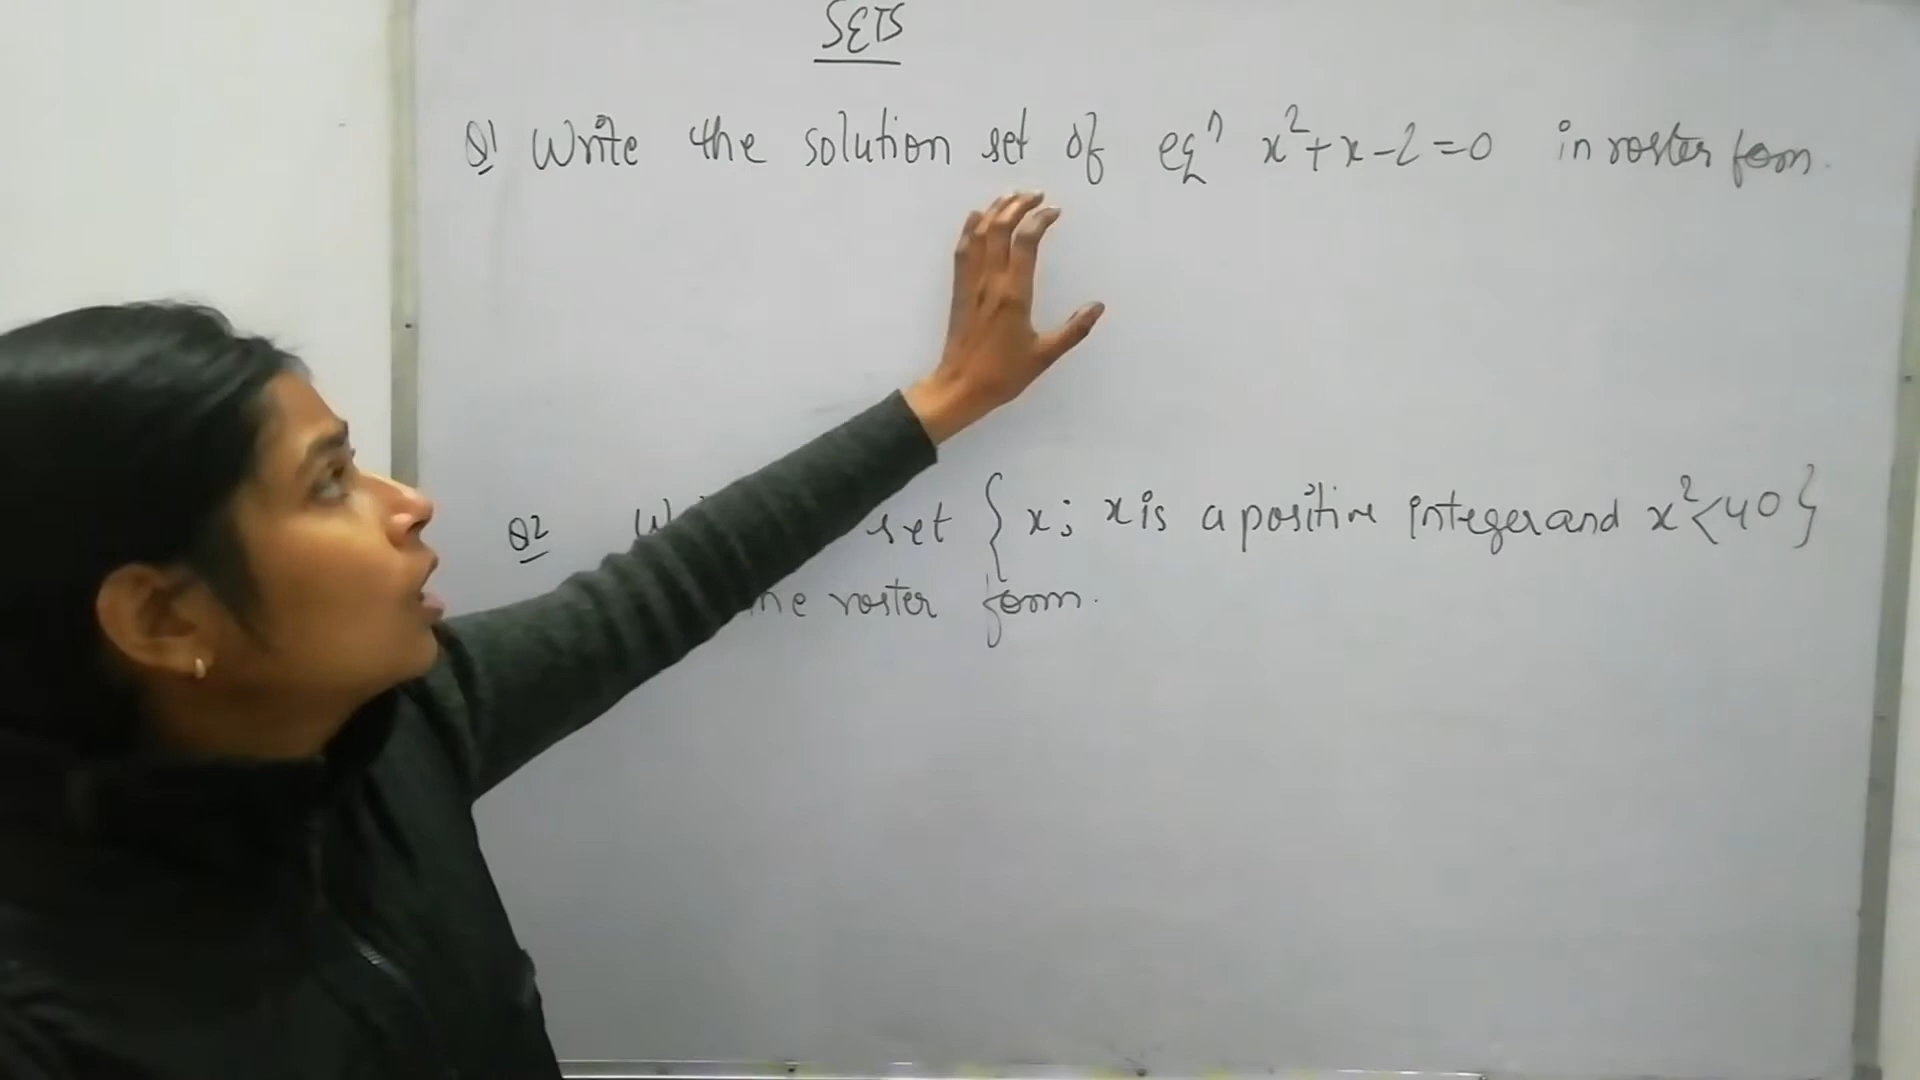 SETS
Q1 Write the solution set of eqⁿ x²+x-2=0 in roster form.
Q2 set {x; x is a positive integer and x²<40}
roster form.